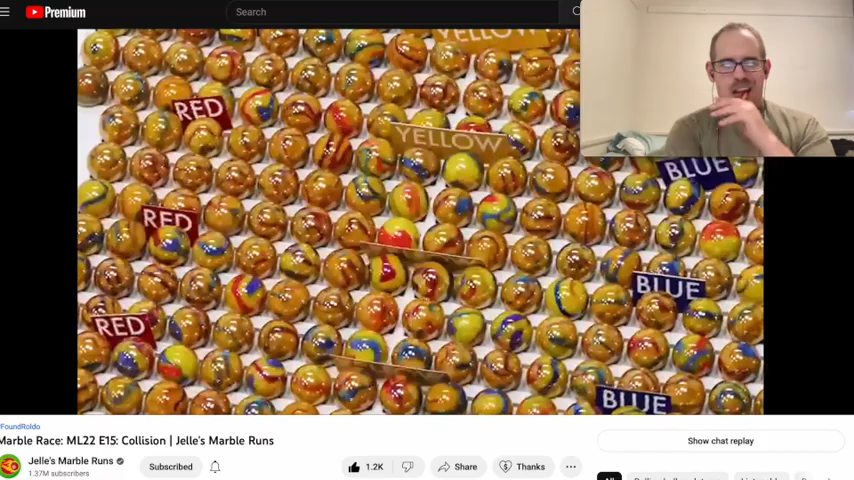 Premium
Search
YELLOW
RED
YELLOW
BLUE
RED
BLUE
RED
BLUE
#FoundRoldo
Marble Race: ML22 E15: Collision | Jelle's Marble Runs
Show chat replay
Jelle's Marble Runs
1.37M subscribers
Subscribed
1.2K
Share
Thanks
All